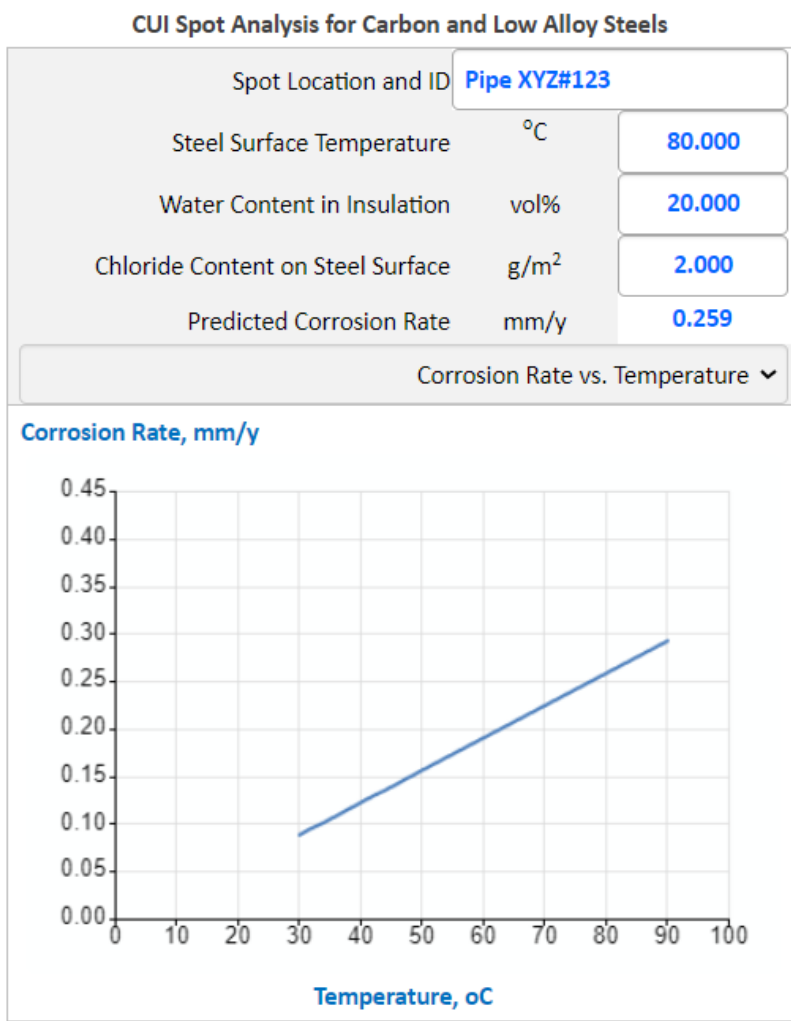 CUI Spot Analysis for Carbon and Low Alloy Steels
Spot Location and ID Pipe XYZ#123
Steel Surface Temperature °C 80.000
Water Content in Insulation vol% 20.000
Chloride Content on Steel Surface g/m² 2.000
Predicted Corrosion Rate mm/y 0.259
Corrosion Rate vs. Temperature
Corrosion Rate, mm/y
0.45
0.40
0.35
0.30
0.25
0.20
0.15
0.10
0.05
0.00
0 10 20 30 40 50 60 70 80 90 100
Temperature, oC